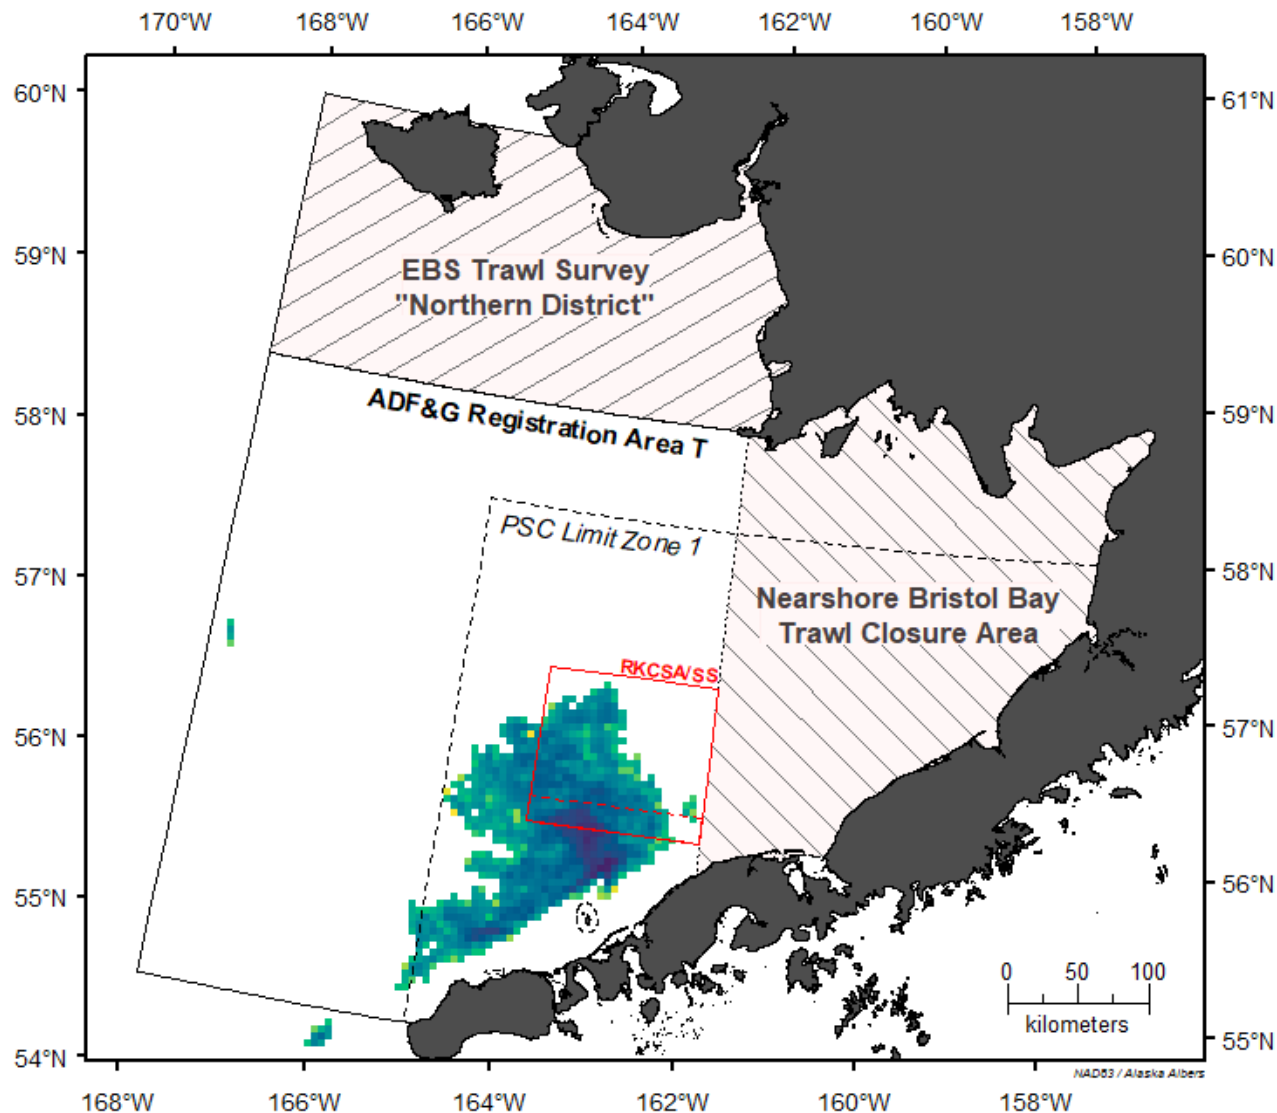 170°W 168°W 166°W 164°W 162°W 160°W 158°W
60°N
61°N
59°N
60°N
EBS Trawl Survey
"Northern District"
58°N
59°N
ADF&G Registration Area T
PSC Limit Zone 1
57°N
58°N
Nearshore Bristol Bay
Trawl Closure Area
RKCSA/SS
56°N
57°N
55°N
56°N
0 50 100
kilometers
54°N
55°N
NAD83 / Alaska Albers
168°W 166°W 164°W 162°W 160°W 158°W